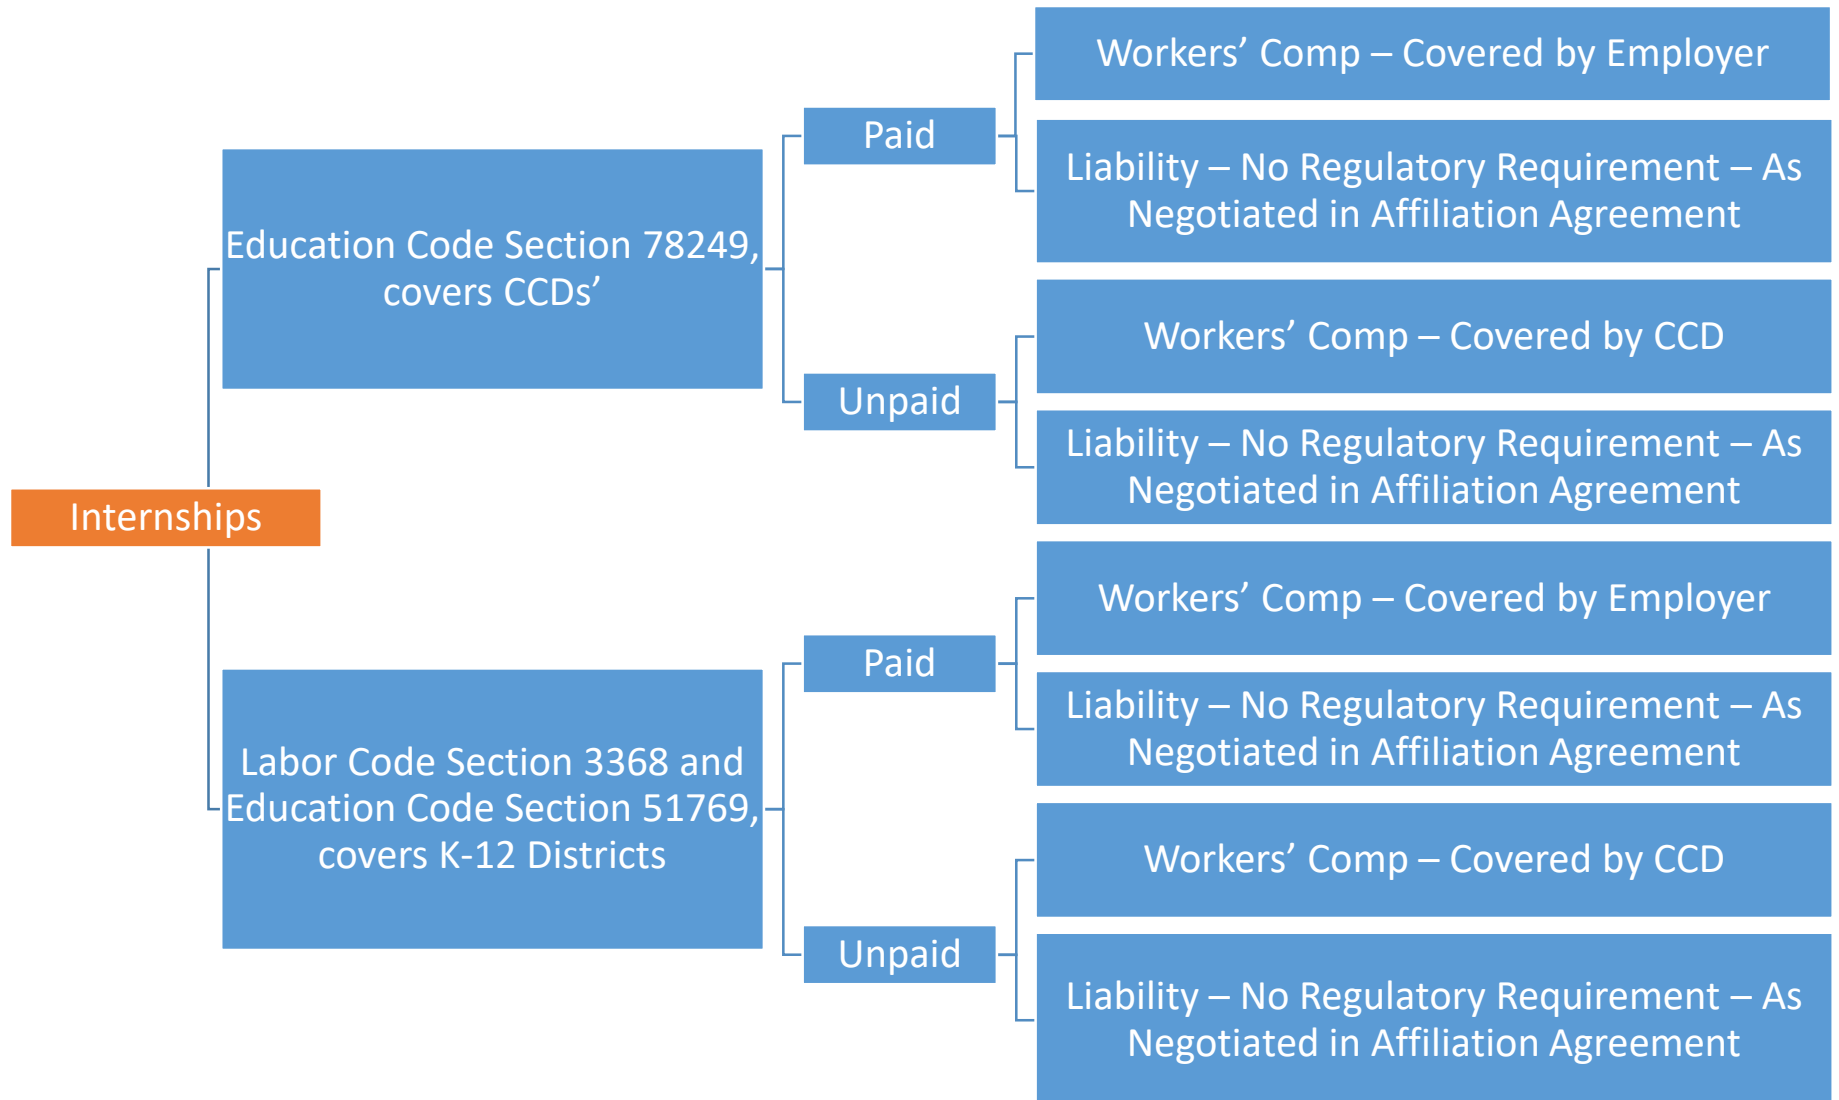 Internships
Education Code Section 78249,
covers CCDs’
Paid
Workers’ Comp – Covered by Employer
Liability – No Regulatory Requirement – As
Negotiated in Affiliation Agreement
Unpaid
Workers’ Comp – Covered by CCD
Liability – No Regulatory Requirement – As
Negotiated in Affiliation Agreement
Labor Code Section 3368 and
Education Code Section 51769,
covers K-12 Districts
Paid
Workers’ Comp – Covered by Employer
Liability – No Regulatory Requirement – As
Negotiated in Affiliation Agreement
Unpaid
Workers’ Comp – Covered by CCD
Liability – No Regulatory Requirement – As
Negotiated in Affiliation Agreement